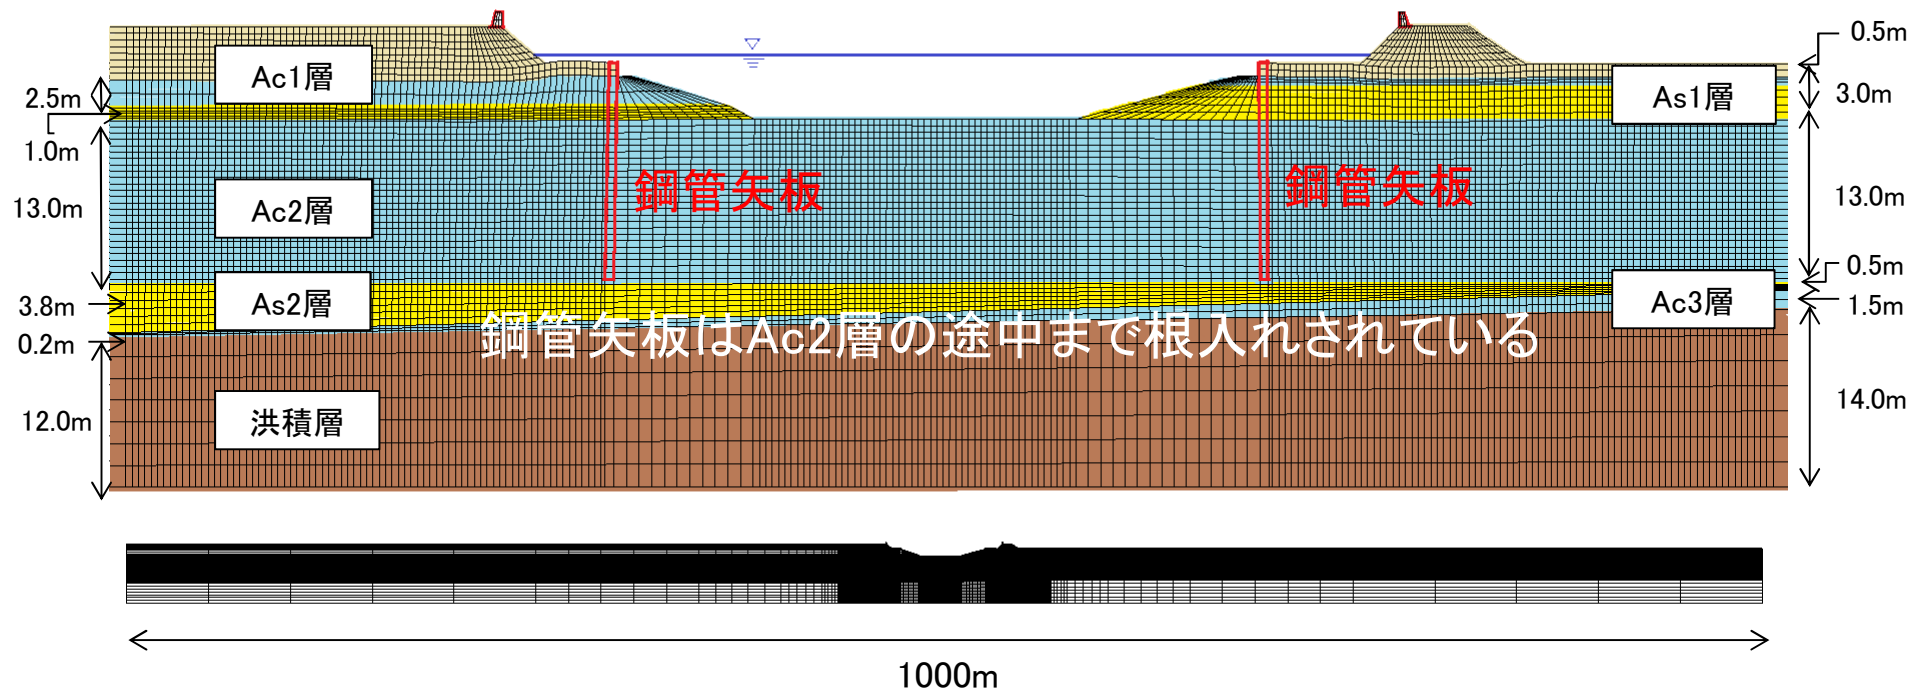 0.5m
Ac1層
2.5m
As1層
3.0m
1.0m
鋼管矢板
鋼管矢板
13.0m
Ac2層
13.0m
0.5m
3.8m
As2層
Ac3層
1.5m
0.2m
鋼管矢板はAc2層の途中まで根入れされている
12.0m
洪積層
14.0m
1000m